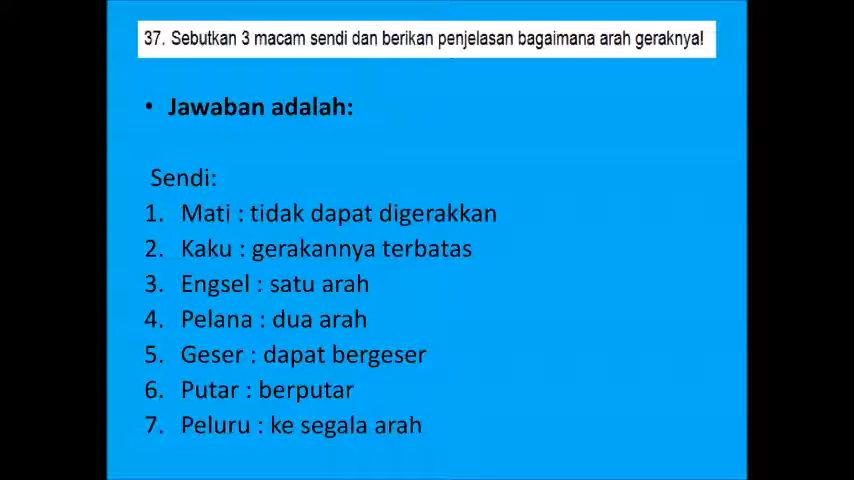 37. Sebutkan 3 macam sendi dan berikan penjelasan bagaimana arah geraknya!
• Jawaban adalah:
Sendi:
1. Mati : tidak dapat digerakkan
2. Kaku : gerakannya terbatas
3. Engsel : satu arah
4. Pelana : dua arah
5. Geser : dapat bergeser
6. Putar : berputar
7. Peluru : ke segala arah